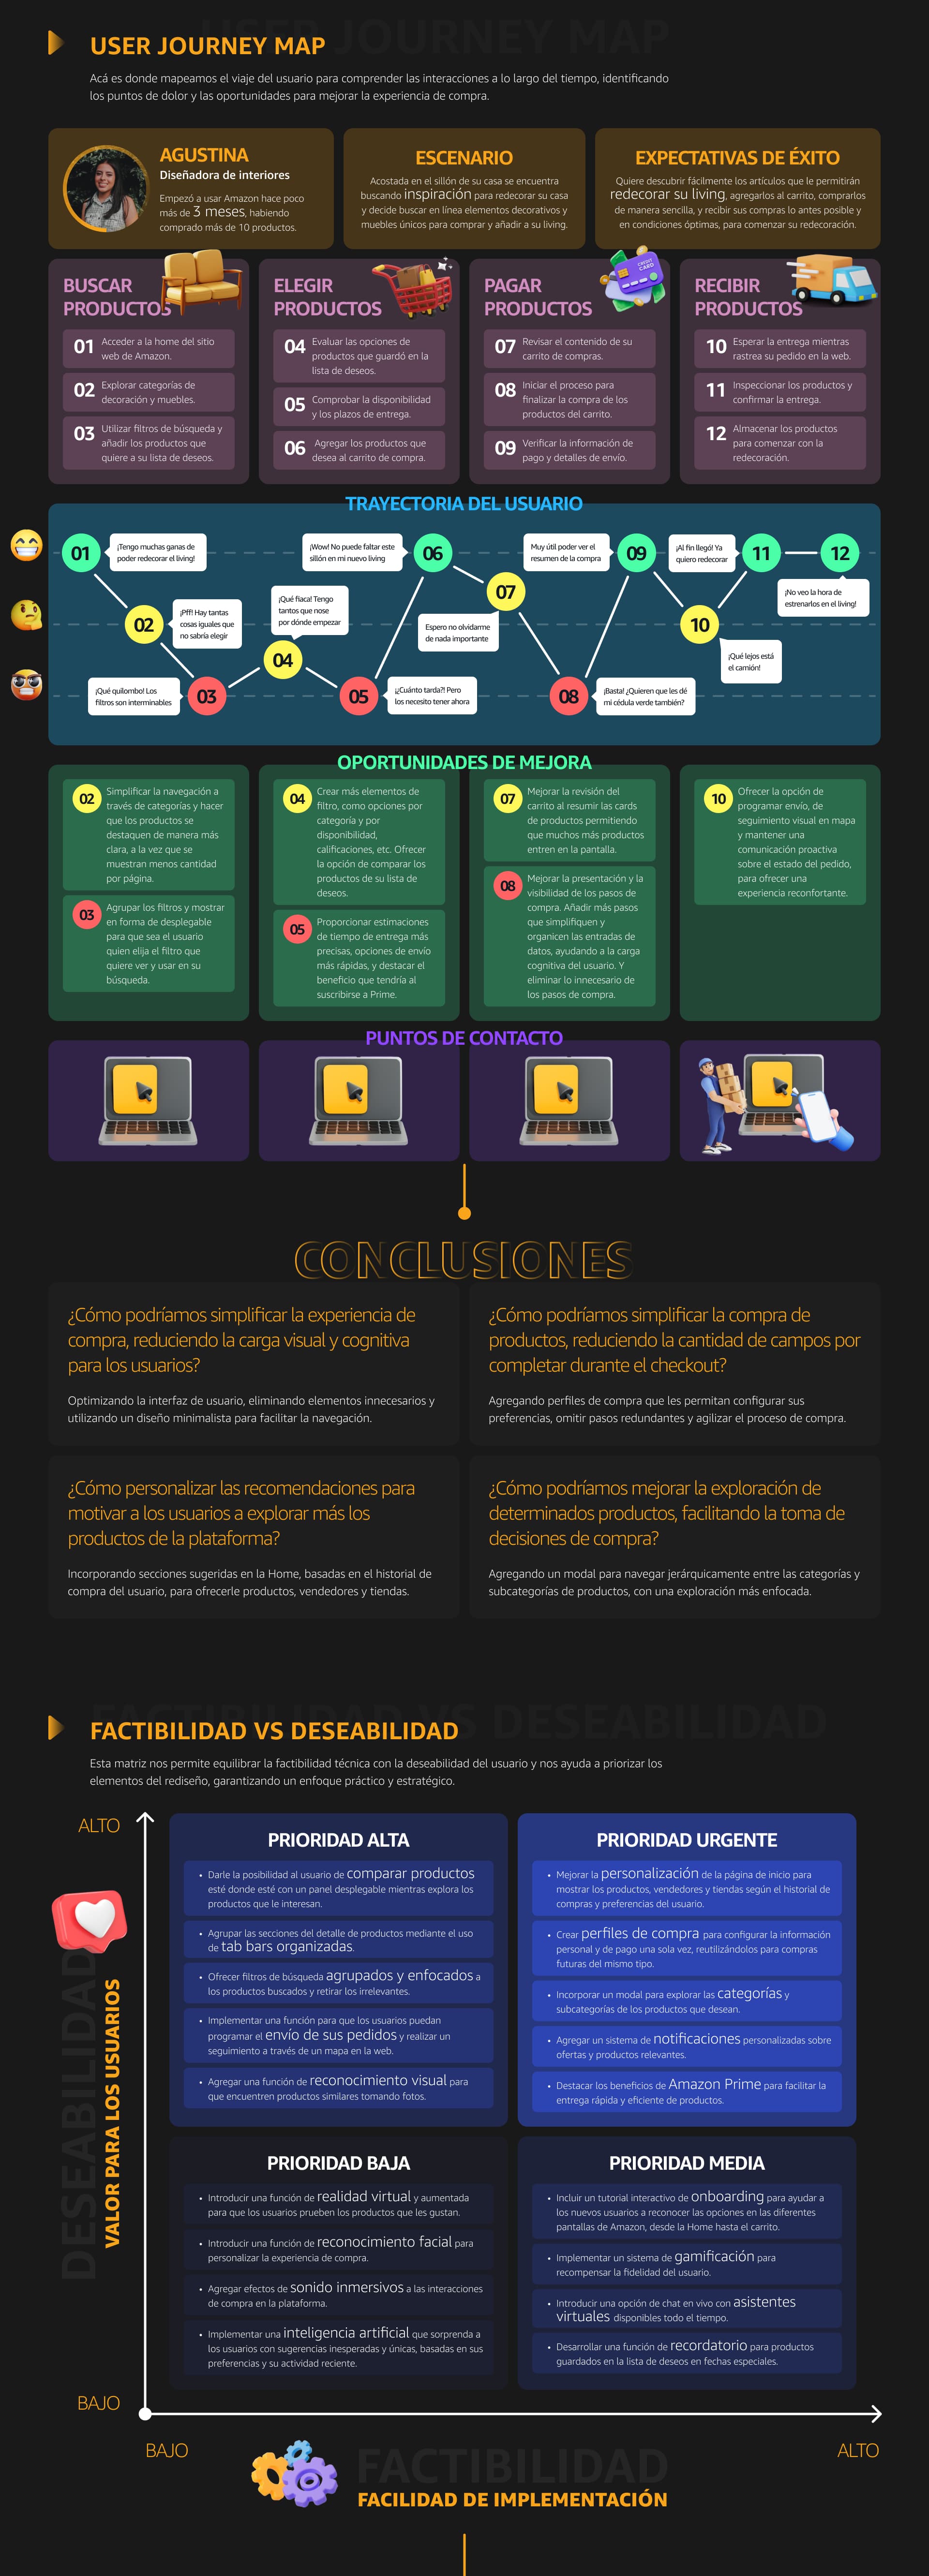 USER JOURNEY MAP
Acá es donde mapeamos el viaje del usuario para comprender las interacciones a lo largo del tiempo, identificando
los puntos de dolor y las oportunidades para mejorar la experiencia de compra.
AGUSTINA
Diseñadora de interiores
Empezó a usar Amazon hace poco
más de 3 meses, habiendo
comprado más de 10 productos.
ESCENARIO
Acostada en el sillón de su casa se encuentra
buscando inspiración para redecorar su casa
y decide buscar en línea elementos decorativos y
muebles únicos para comprar y añadir a su living.
EXPECTATIVAS DE ÉXITO
Quiere descubrir fácilmente los artículos que le permitirán
redecorar su living, agregarlos al carrito, comprarlos
de manera sencilla, y recibir sus compras lo antes posible y
en condiciones óptimas, para comenzar su redecoración.
BUSCAR
PRODUCTOS
01 Acceder a la home del sitio
web de Amazon.
02 Explorar categorías de
decoración y muebles.
03 Utilizar filtros de búsqueda y
añadir los productos que
quiere a su lista de deseos.
ELEGIR
PRODUCTOS
04 Evaluar las opciones de
productos que guardó en la
lista de deseos.
05 Comprobar la disponibilidad
y los plazos de entrega.
06 Agregar los productos que
desea al carrito de compra.
PAGAR
PRODUCTOS
CREDIT CARD
07 Revisar el contenido de su
carrito de compras.
08 Iniciar el proceso para
finalizar la compra de los
productos del carrito.
09 Verificar la información de
pago y detalles de envío.
RECIBIR
PRODUCTOS
10 Esperar la entrega mientras
rastrea su pedido en la web.
11 Inspeccionar los productos y
confirmar la entrega.
12 Almacenar los productos
para comenzar con la
redecoración.
TRAYECTORIA DEL USUARIO
01
¡Tengo muchas ganas de
poder redecorar el living!
02
¡Pff! Hay tantas
cosas iguales que
no sabría elegir
03
¡Qué quilombo! Los
filtros son interminables
04
¡Qué fiaca! Tengo
tantos que nose
por dónde empezar
05
¡¿Cuánto tarda?! Pero
los necesito tener ahora
06
¡Wow! No puede faltar este
sillón en mi nuevo living
07
Espero no olvidarme
de nada importante
08
¡Basta! ¿Quieren que les dé
mi cédula verde también?
09
Muy útil poder ver el
resumen de la compra
10
¡Qué lejos está
el camión!
11
¡Al fin llegó! Ya
quiero redecorar
12
¡No veo la hora de
estrenarlos en el living!
OPORTUNIDADES DE MEJORA
02 Simplificar la navegación a
través de categorías y hacer
que los productos se
destaquen de manera más
clara, a la vez que se
muestran menos cantidad
por página.
03 Agrupar los filtros y mostrar
en forma de desplegable
para que sea el usuario
quien elija el filtro que
quiere ver y usar en su
búsqueda.
04 Crear más elementos de
filtro, como opciones por
categoría y por
disponibilidad,
calificaciones, etc. Ofrecer
la opción de comparar los
productos de su lista de
deseos.
05 Proporcionar estimaciones
de tiempo de entrega más
precisas, opciones de envío
más rápidas, y destacar el
beneficio que tendría al
suscribirse a Prime.
07 Mejorar la revisión del
carrito al resumir las cards
de productos permitiendo
que muchos más productos
entren en la pantalla.
08 Mejorar la presentación y la
visibilidad de los pasos de
compra. Añadir más pasos
que simplifiquen y
organicen las entradas de
datos, ayudando a la carga
cognitiva del usuario. Y
eliminar lo innecesario de
los pasos de compra.
10 Ofrecer la opción de
programar envío, de
seguimiento visual en mapa
y mantener una
comunicación proactiva
sobre el estado del pedido,
para ofrecer una
experiencia reconfortante.
PUNTOS DE CONTACTO
CONCLUSIONES
¿Cómo podríamos simplificar la experiencia de
compra, reduciendo la carga visual y cognitiva
para los usuarios?
Optimizando la interfaz de usuario, eliminando elementos innecesarios y
utilizando un diseño minimalista para facilitar la navegación.
¿Cómo podríamos simplificar la compra de
productos, reduciendo la cantidad de campos por
completar durante el checkout?
Agregando perfiles de compra que les permitan configurar sus
preferencias, omitir pasos redundantes y agilizar el proceso de compra.
¿Cómo personalizar las recomendaciones para
motivar a los usuarios a explorar más los
productos de la plataforma?
Incorporando secciones sugeridas en la Home, basadas en el historial de
compra del usuario, para ofrecerle productos, vendedores y tiendas.
¿Cómo podríamos mejorar la exploración de
determinados productos, facilitando la toma de
decisiones de compra?
Agregando un modal para navegar jerárquicamente entre las categorías y
subcategorías de productos, con una exploración más enfocada.
FACTIBILIDAD VS DESEABILIDAD
Esta matriz nos permite equilibrar la factibilidad técnica con la deseabilidad del usuario y nos ayuda a priorizar los
elementos del rediseño, garantizando un enfoque práctico y estratégico.
ALTO
DESEABILIDAD
VALOR PARA LOS USUARIOS
PRIORIDAD ALTA
• Darle la posibilidad al usuario de comparar productos
esté donde esté con un panel desplegable mientras explora los
productos que le interesan.
• Agrupar las secciones del detalle de productos mediante el uso
de tab bars organizadas.
• Ofrecer filtros de búsqueda agrupados y enfocados a
los productos buscados y retirar los irrelevantes.
• Implementar una función para que los usuarios puedan
programar el envío de sus pedidos y realizar un
seguimiento a través de un mapa en la web.
• Agregar una función de reconocimiento visual para
que encuentren productos similares tomando fotos.
PRIORIDAD URGENTE
• Mejorar la personalización de la página de inicio para
mostrar los productos, vendedores y tiendas según el historial de
compras y preferencias del usuario.
• Crear perfiles de compra para configurar la información
personal y de pago una sola vez, reutilizándolos para compras
futuras del mismo tipo.
• Incorporar un modal para explorar las categorías y
subcategorías de los productos que desean.
• Agregar un sistema de notificaciones personalizadas sobre
ofertas y productos relevantes.
• Destacar los beneficios de Amazon Prime para facilitar la
entrega rápida y eficiente de productos.
PRIORIDAD BAJA
• Introducir una función de realidad virtual y aumentada
para que los usuarios prueben los productos que les gustan.
• Introducir una función de reconocimiento facial para
personalizar la experiencia de compra.
• Agregar efectos de sonido inmersivos a las interacciones
de compra en la plataforma.
• Implementar una inteligencia artificial que sorprenda a
los usuarios con sugerencias inesperadas y únicas, basadas en sus
preferencias y su actividad reciente.
PRIORIDAD MEDIA
• Incluir un tutorial interactivo de onboarding para ayudar a
los nuevos usuarios a reconocer las opciones en las diferentes
pantallas de Amazon, desde la Home hasta el carrito.
• Implementar un sistema de gamificación para
recompensar la fidelidad del usuario.
• Introducir una opción de chat en vivo con asistentes
virtuales disponibles todo el tiempo.
• Desarrollar una función de recordatorio para productos
guardados en la lista de deseos en fechas especiales.
BAJO
BAJO
ALTO
FACTIBILIDAD
FACILIDAD DE IMPLEMENTACIÓN